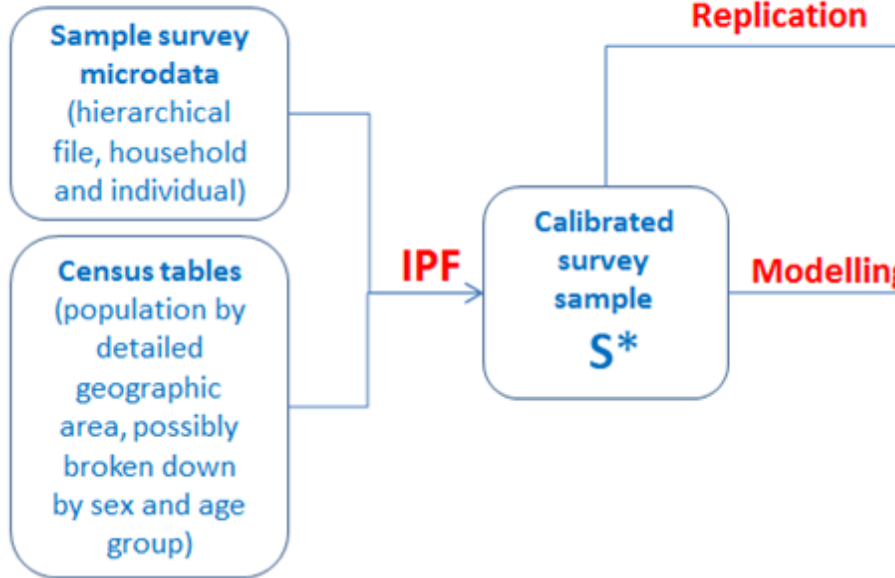 Replication
Sample survey
microdata
(hierarchical
file, household
and individual)
Census tables
(population by
detailed
geographic
area, possibly
broken down
by sex and age
group)
IPF
Calibrated
survey
sample
S*
Modelling